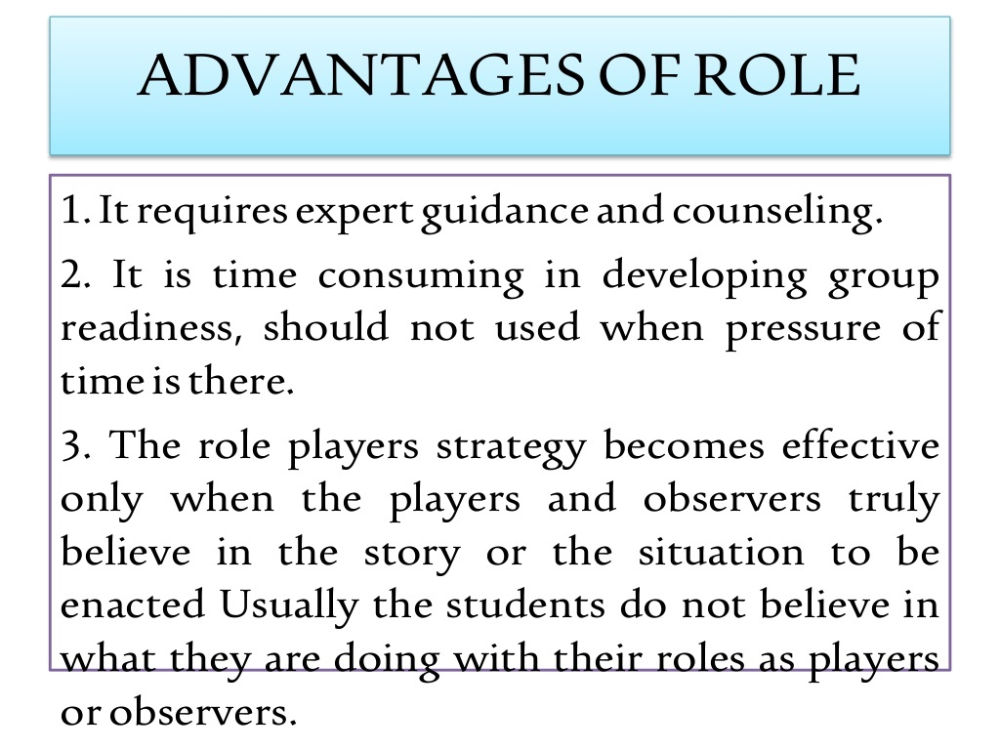 ADVANTAGES OF ROLE
1. It requires expert guidance and counseling.
2. It is time consuming in developing group
readiness, should not used when pressure of
time is there.
3. The role players strategy becomes effective
only when the players and observers truly
believe in the story or the situation to be
enacted Usually the students do not believe in
what they are doing with their roles as players
or observers.